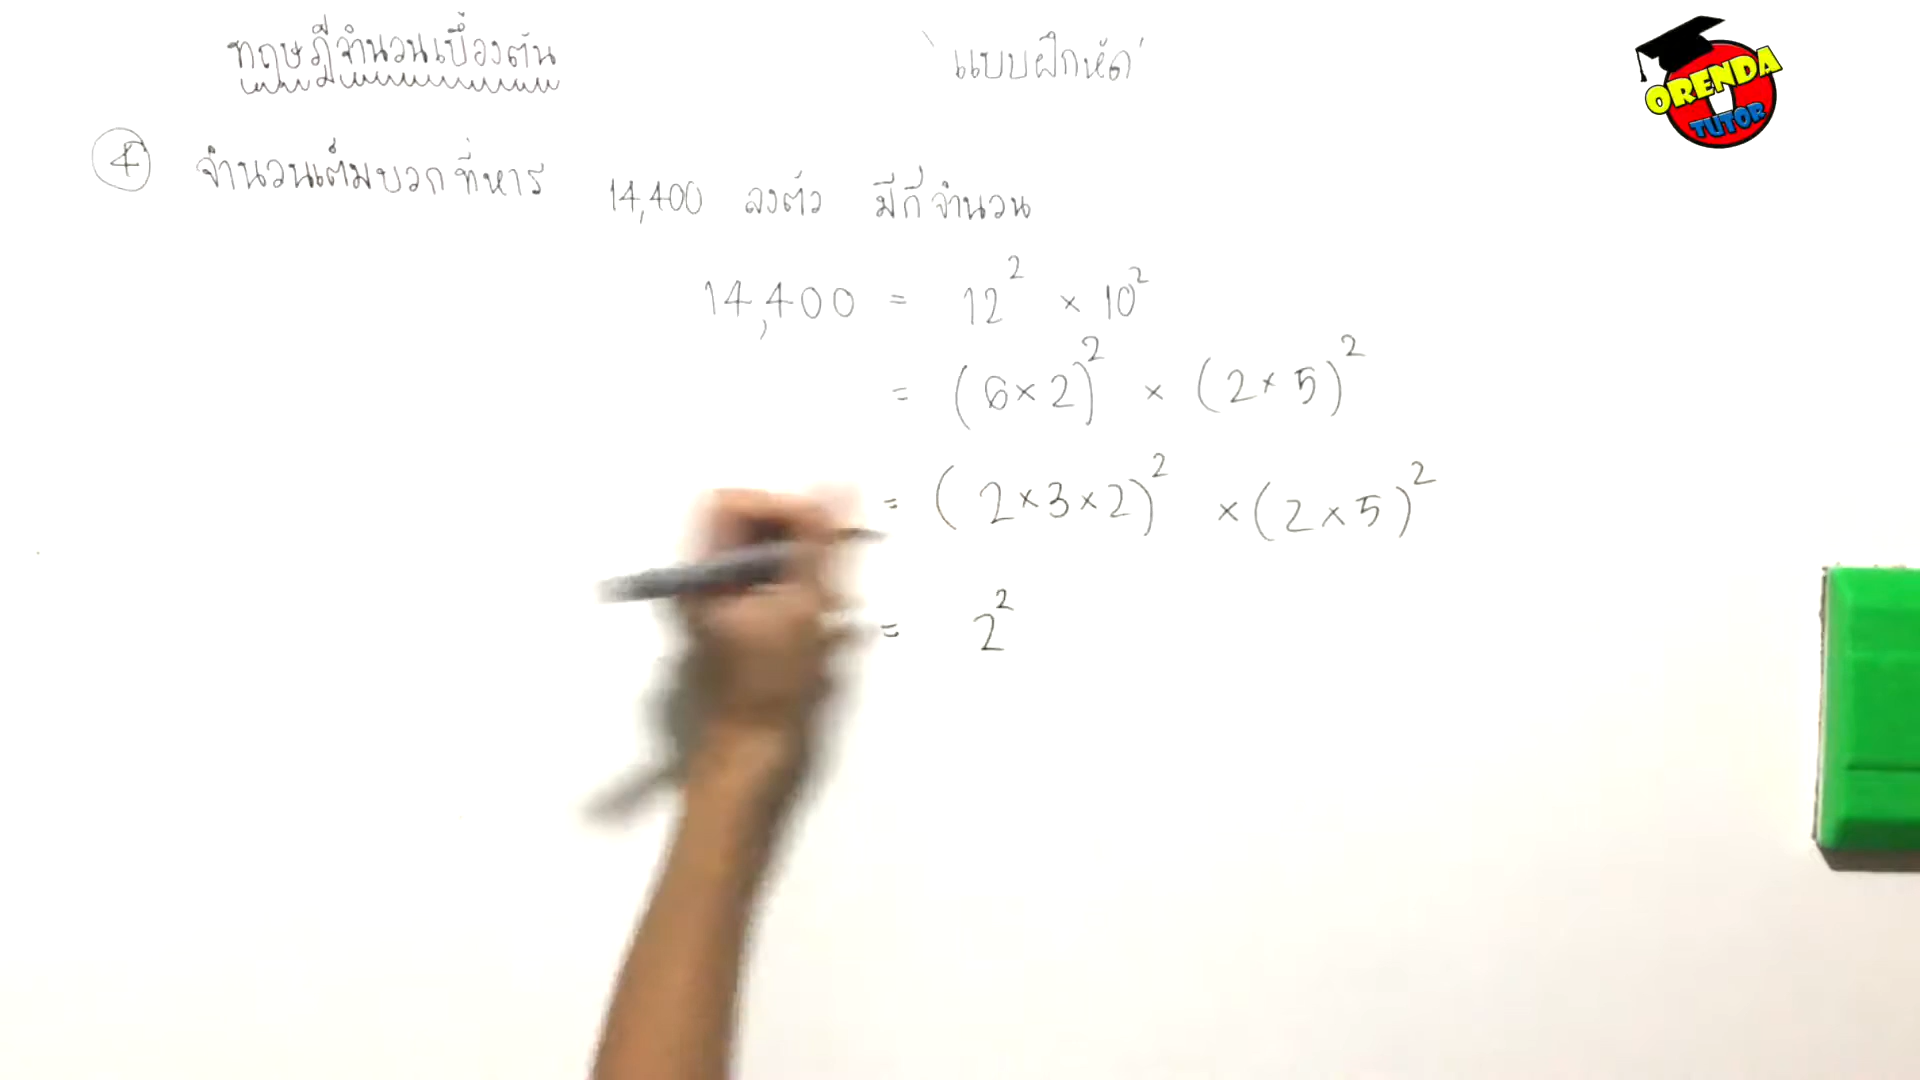 ทฤษฎีจำนวนเบื้องต้น
'แบบฝึกหัด'
ORENDA
TUTOR
④ จำนวนเต็มบวกที่หาร 14,400 ลงตัว มีกี่จำนวน
14,400 = 12² × 10²
= (6×2)² × (2×5)²
= (2×3×2)² × (2×5)²
= 2²